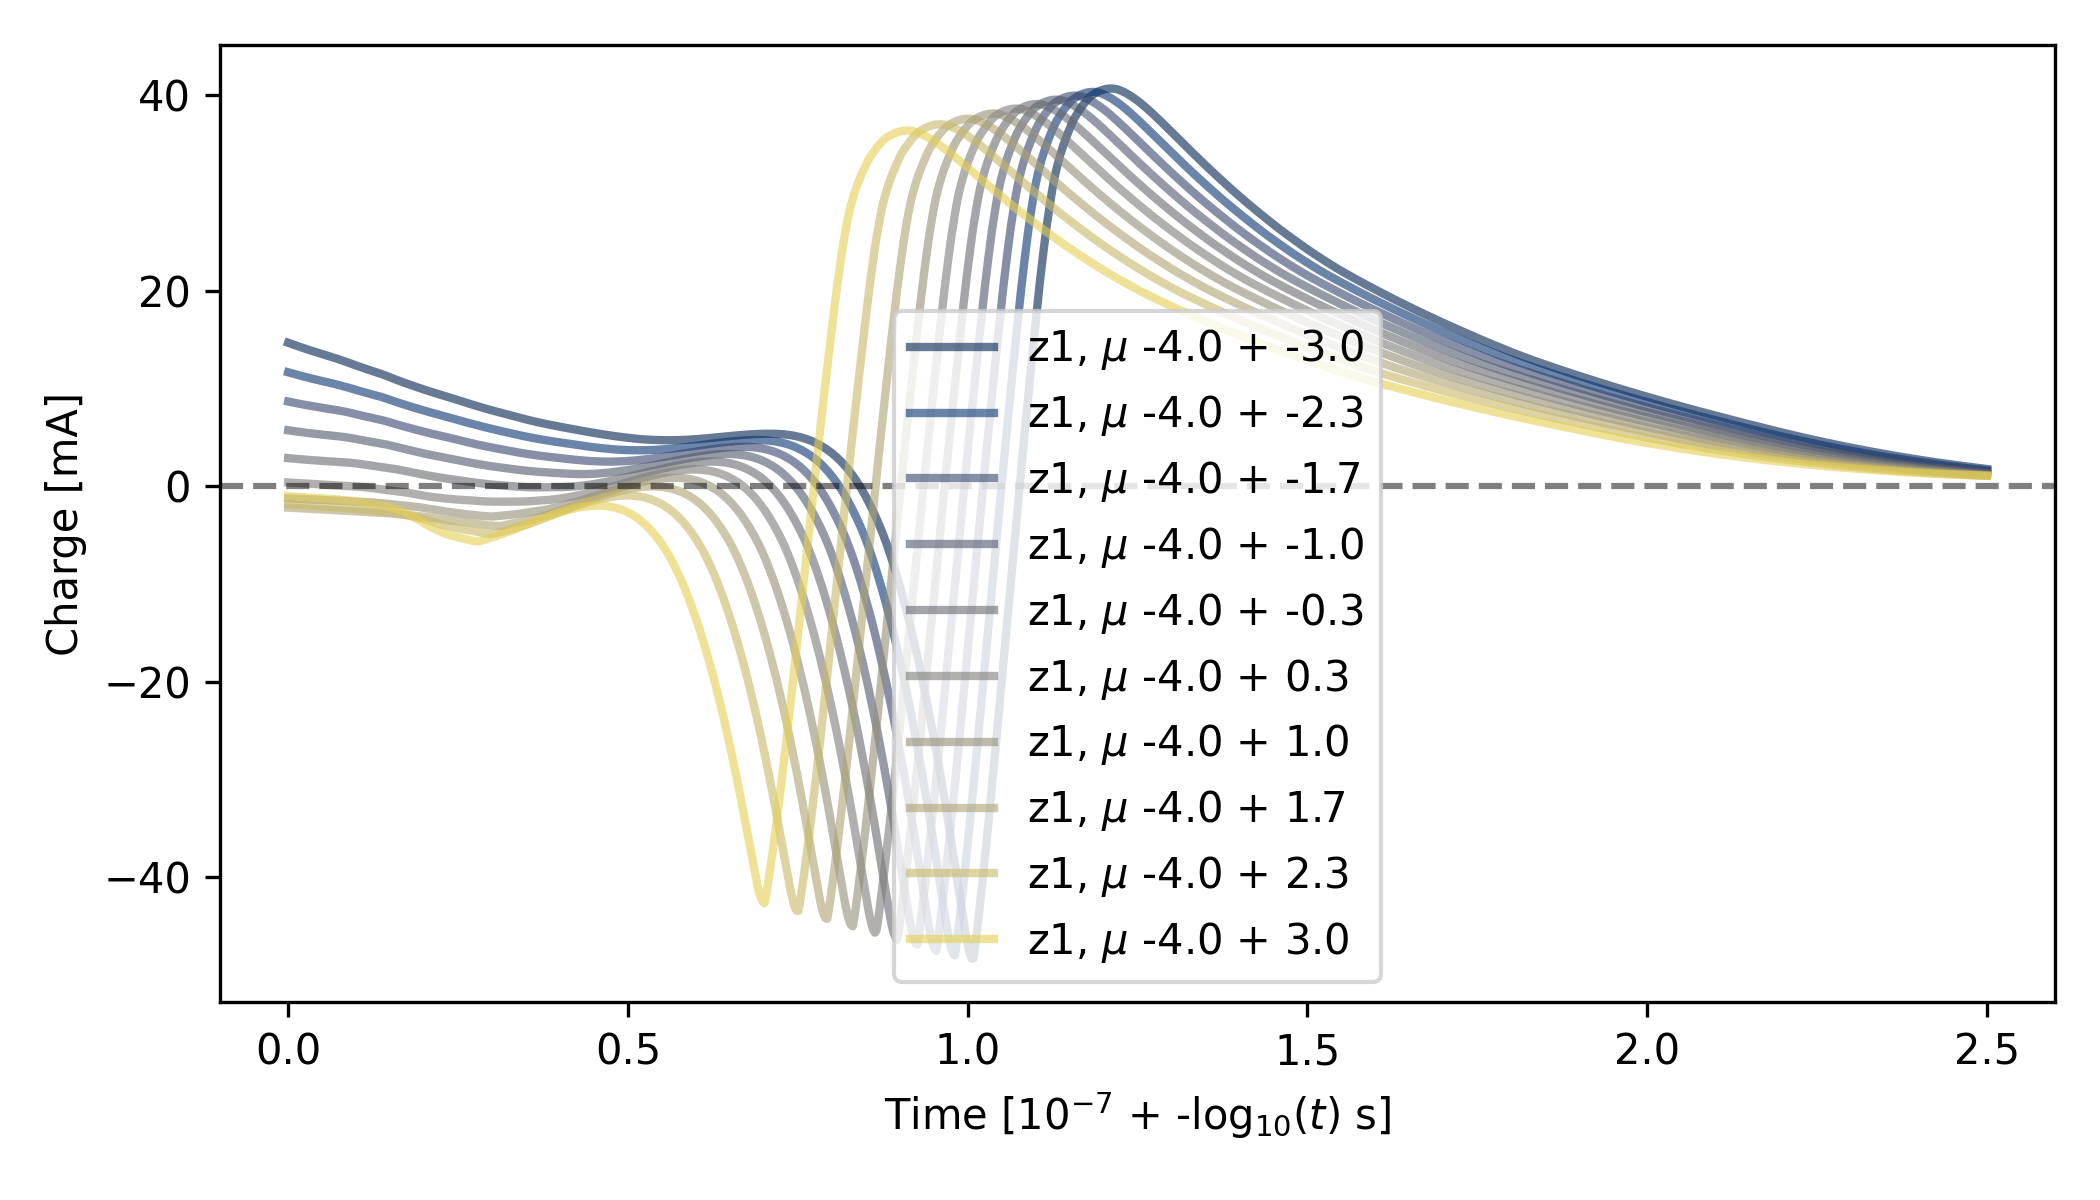 40
20
0
−20
−40
Charge [mA]
z1, μ -4.0 + -3.0
z1, μ -4.0 + -2.3
z1, μ -4.0 + -1.7
z1, μ -4.0 + -1.0
z1, μ -4.0 + -0.3
z1, μ -4.0 + 0.3
z1, μ -4.0 + 1.0
z1, μ -4.0 + 1.7
z1, μ -4.0 + 2.3
z1, μ -4.0 + 3.0
0.0 0.5 1.0 1.5 2.0 2.5
Time [10⁻⁷ + -log₁₀(t) s]